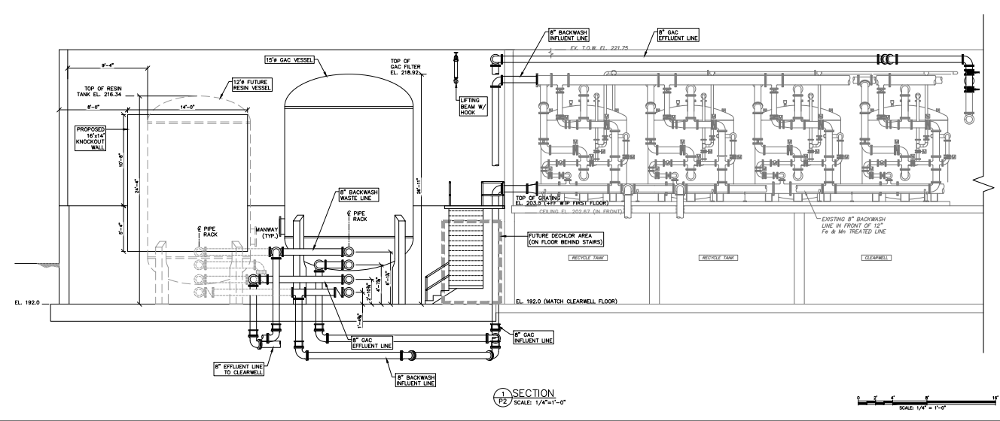 8" BACKWASH
INFLUENT LINE
8" GAC
EFFLUENT LINE
EX. T.O.W. EL. 221.75
15'ø GAC VESSEL
TOP OF
GAC FILTER
EL. 218.92
9'-4"
12'ø FUTURE
RESIN VESSEL
TOP OF RESIN
TANK EL. 216.34
8'-0"
14'-0"
LIFTING
BEAM W/
HOOK
PROPOSED
16'x14'
KNOCKOUT
WALL
10'-8"
24'-4"
26'-11"
8" BACKWASH
WASTE LINE
TOP OF GRATING
EL. 203.5 (+FF WTP FIRST FLOOR)
CEILING EL. 202.67 (IN FRONT)
5'-4"
PIPE
RACK
MANWAY
(TYP.)
PIPE
RACK
EXISTING 8" BACKWASH
LINE IN FRONT OF 12"
Fe & Mn TREATED LINE
FUTURE DECHLOR AREA
(ON FLOOR BEHIND STAIRS)
RECYCLE TANK
RECYCLE TANK
CLEARWELL
EL. 192.0
EL. 192.0 (MATCH CLEARWELL FLOOR)
8" GAC
INFLUENT LINE
8" GAC
EFFLUENT LINE
8" EFFLUENT LINE
TO CLEARWELL
8" BACKWASH
INFLUENT LINE
1
P2
SECTION
SCALE: 1/4"=1'-0"
0 2' 4' 8' 16'
SCALE: 1/4" = 1'-0"